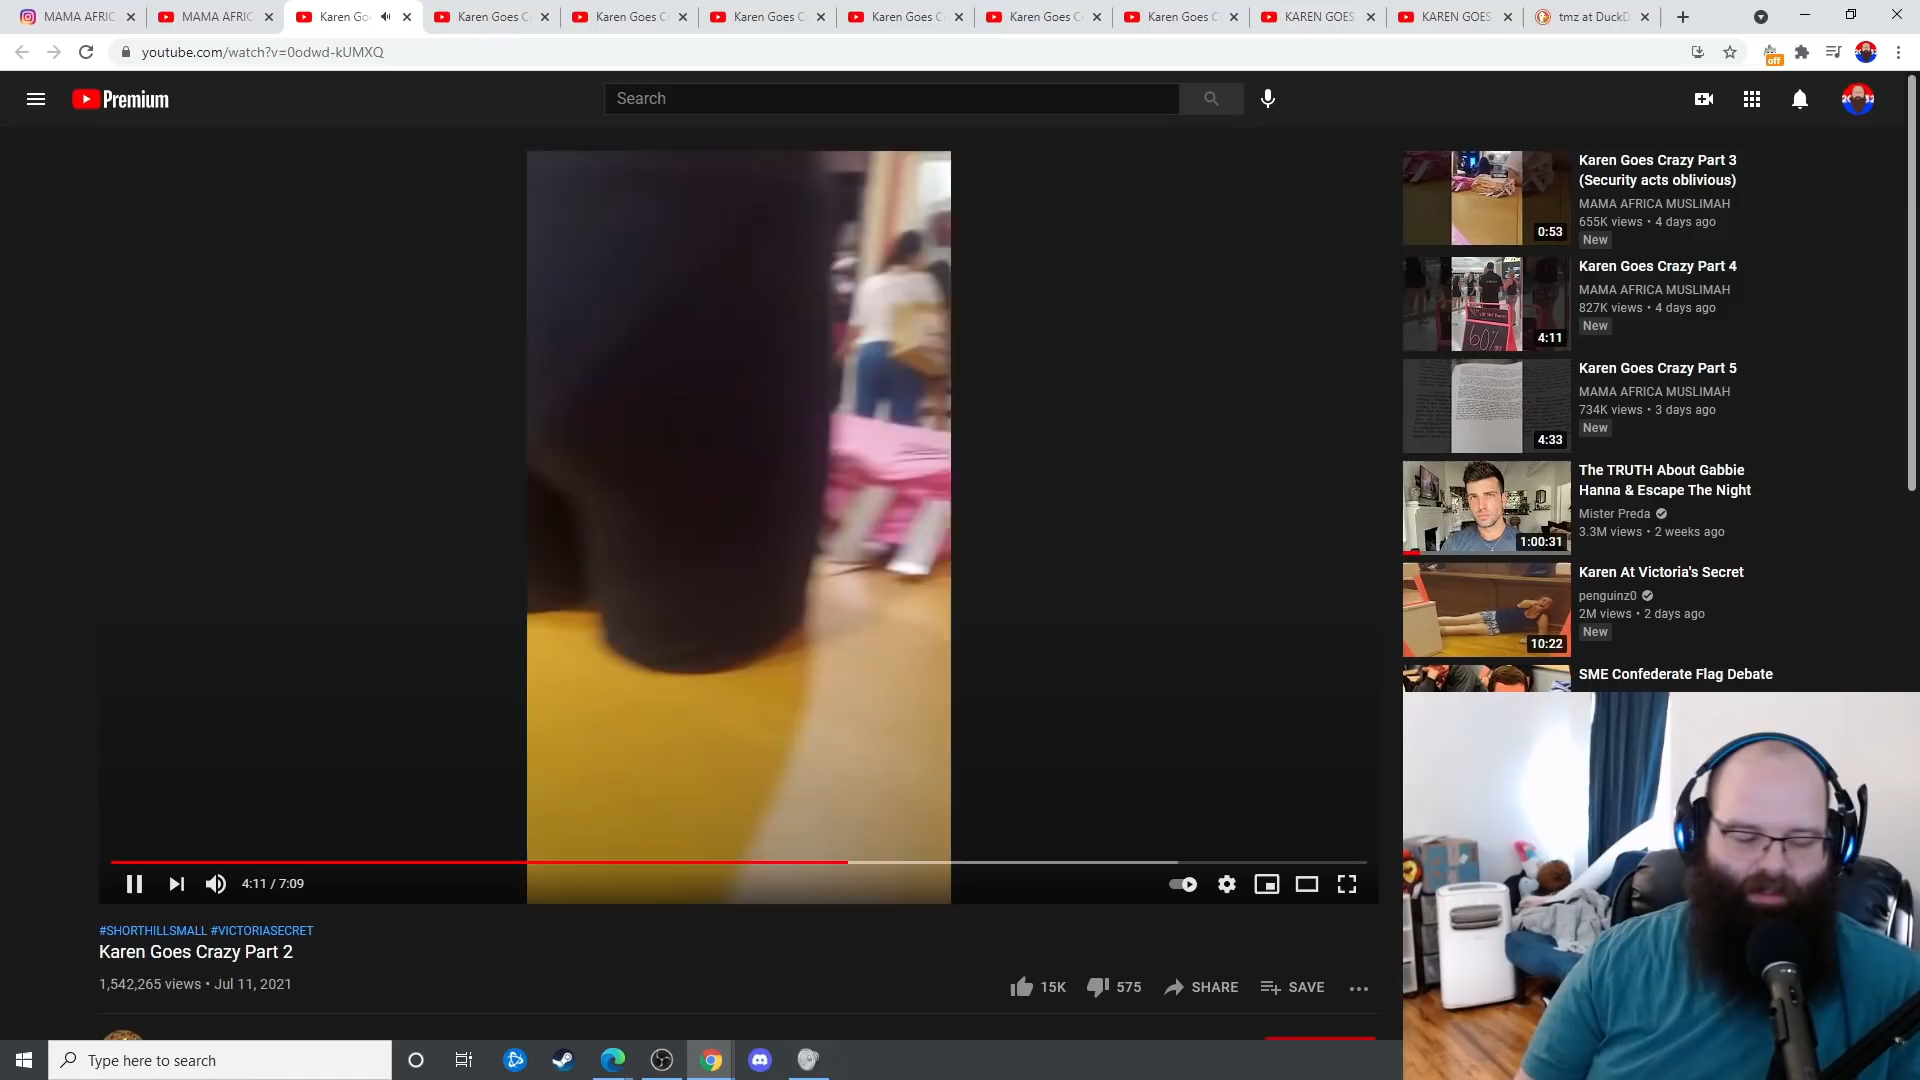 MAMA AFRIC
MAMA AFRIC
Karen Go
Karen Goes C
Karen Goes C
Karen Goes C
Karen Goes C
Karen Goes C
Karen Goes C
KAREN GOES
KAREN GOES
tmz at DuckD
youtube.com/watch?v=0odwd-kUMXQ
off
Premium
Search
Karen Goes Crazy Part 3
(Security acts oblivious)
MAMA AFRICA MUSLIMAH
655K views • 4 days ago
New
0:53
Karen Goes Crazy Part 4
MAMA AFRICA MUSLIMAH
827K views • 4 days ago
New
60%
4:11
Karen Goes Crazy Part 5
MAMA AFRICA MUSLIMAH
734K views • 3 days ago
New
4:33
The TRUTH About Gabbie
Hanna & Escape The Night
Mister Preda
3.3M views • 2 weeks ago
1:00:31
Karen At Victoria's Secret
penguinz0
2M views • 2 days ago
New
10:22
SME Confederate Flag Debate
4:11 / 7:09
#SHORTHILLSMALL #VICTORIASECRET
Karen Goes Crazy Part 2
1,542,265 views • Jul 11, 2021
15K
575
SHARE
SAVE
Type here to search